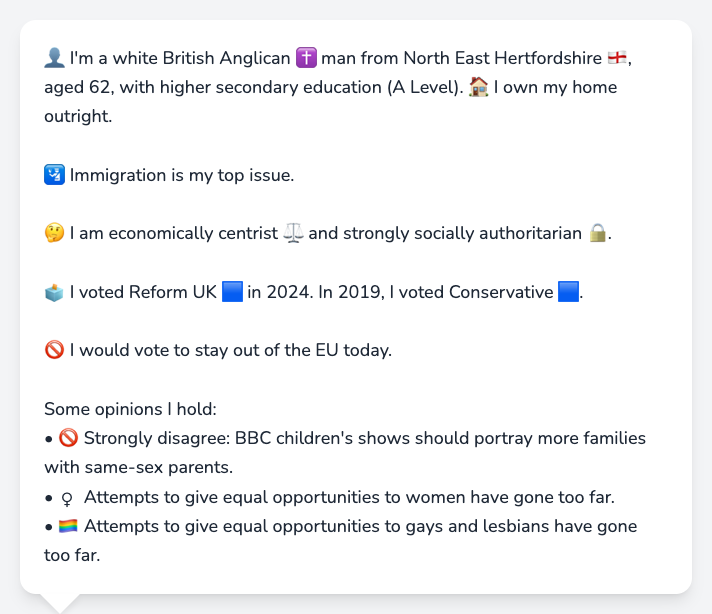 👤 I'm a white British Anglican ✝️ man from North East Hertfordshire 🏴󠁧󠁢󠁥󠁮󠁧󠁿,
aged 62, with higher secondary education (A Level). 🏠 I own my home
outright.
🛂 Immigration is my top issue.
🤔 I am economically centrist ⚖️ and strongly socially authoritarian 🔒.
🗳️ I voted Reform UK 🟦 in 2024. In 2019, I voted Conservative 🟦.
🚫 I would vote to stay out of the EU today.
Some opinions I hold:
• 🚫 Strongly disagree: BBC children's shows should portray more families
with same-sex parents.
• ♀ Attempts to give equal opportunities to women have gone too far.
• 🏳️‍🌈 Attempts to give equal opportunities to gays and lesbians have gone
too far.